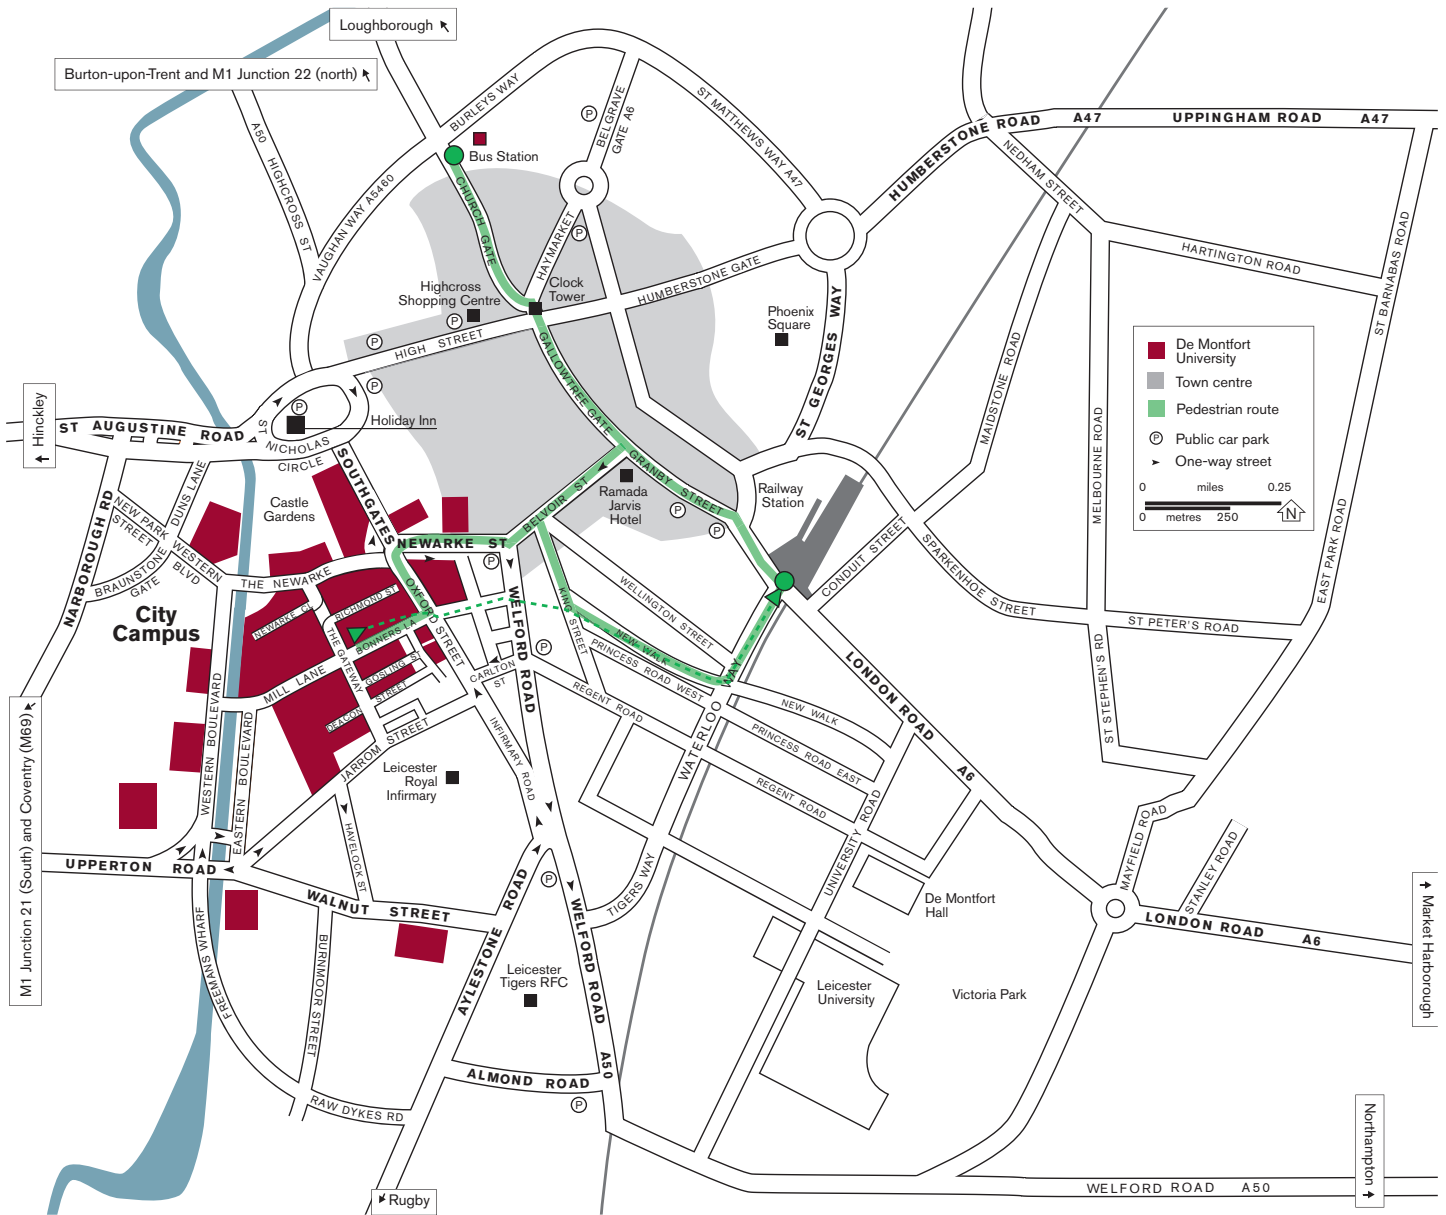 Loughborough
Burton-upon-Trent and M1 Junction 22 (north)
BURLEYS WAY
BELGRAVE
GATE A6
ST MATTHEWS WAY A47
HUMBERSTONE ROAD
A47
UPPINGHAM ROAD
A47
A50 HIGHCROSS ST
VAUGHAN WAY A5460
Bus Station
CHURCH GATE
HAYMARKET
NEDHAM STREET
HARTINGTON ROAD
ST BARNABAS ROAD
Highcross
Shopping Centre
Clock
Tower
HUMBERSTONE GATE
Phoenix
Square
ST GEORGES WAY
HIGH STREET
GALLOWTREE GATE
MAIDSTONE ROAD
De Montfort
University
Town centre
Pedestrian route
P
Public car park
One-way street
0
miles
0.25
0
metres
250
N
P
P
P
P
P
P
P
P
P
P
P
P
P
Hinckley
ST AUGUSTINE ROAD
ST
NICHOLAS
CIRCLE
Holiday Inn
SOUTHGATES
Castle
Gardens
NARBOROUGH RD
NEW PARK
STREET
DUNS LANE
WESTERN
BLVD
BRAUNSTONE
GATE
THE NEWARKE
NEWARKE ST
BELVOIR ST
GRANBY STREET
Ramada
Jarvis
Hotel
Railway
Station
CONDUIT STREET
SPARKENHOE STREET
MELBOURNE ROAD
EAST PARK ROAD
ST PETER'S ROAD
ST STEPHEN'S RD
City
Campus
NEWARKE CL
RICHMOND ST
OXFORD STREET
BONNERS LA
THE GATEWAY
GOSLING ST
DEACON STREET
MILL LANE
JARROM STREET
CARLTON
ST
WELFORD ROAD
KING STREET
WELLINGTON STREET
NEW WALK
PRINCESS ROAD WEST
REGENT ROAD
WATERLOO WAY
NEW WALK
PRINCESS ROAD EAST
REGENT ROAD
LONDON ROAD
A6
WESTERN BOULEVARD
EASTERN BOULEVARD
INFIRMARY ROAD
Leicester
Royal
Infirmary
HAVELOCK ST
M1 Junction 21 (South) and Coventry (M69)
UPPERTON ROAD
WALNUT STREET
AYLESTONE ROAD
WELFORD ROAD
A50
TIGERS WAY
UNIVERSITY ROAD
De Montfort
Hall
MAYFIELD ROAD
STANLEY ROAD
LONDON ROAD
A6
Market Harborough
FREEMANS WHARF
BURNMOOR STREET
Leicester
Tigers RFC
Leicester
University
Victoria Park
ALMOND ROAD
RAW DYKES RD
Rugby
WELFORD ROAD A50
Northampton